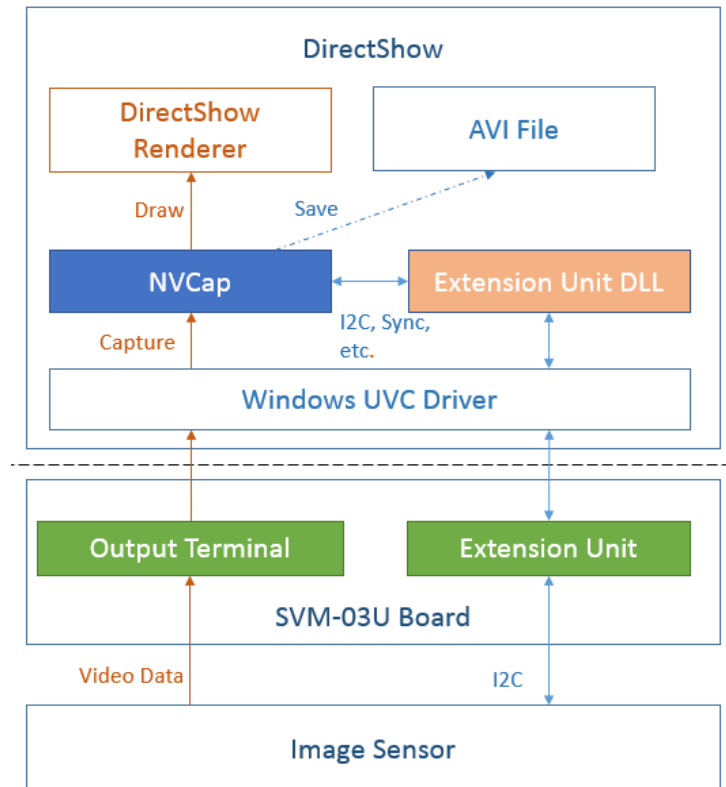 DirectShow
DirectShow
Renderer
AVI File
Draw
Save
NVCap
Extension Unit DLL
Capture
I2C, Sync,
etc.
Windows UVC Driver
Output Terminal
Extension Unit
SVM-03U Board
Video Data
I2C
Image Sensor